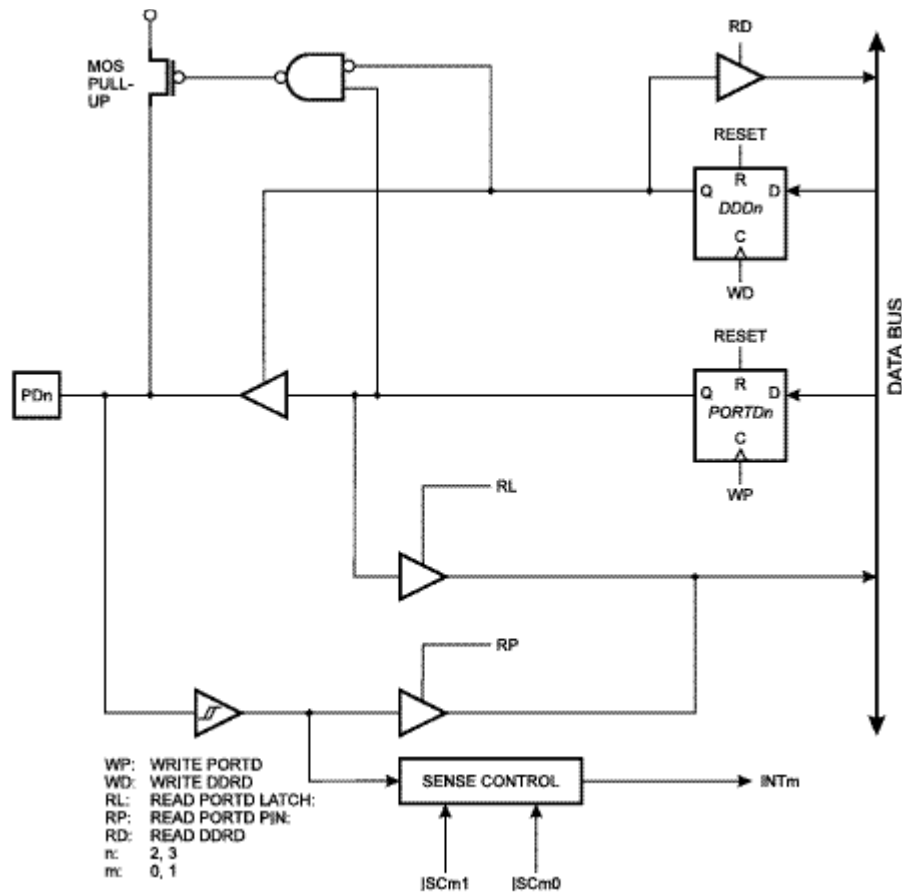 RD
MOS
PULL-
UP
RESET
R
Q
D
DDDn
C
WD
RESET
PDn
R
Q
D
PORTDn
C
WP
DATA BUS
RL
RP
WP: WRITE PORTD
WD: WRITE DDRD
RL: READ PORTD LATCH:
RP: READ PORTD PIN:
RD: READ DDRD
n: 2, 3
m: 0, 1
SENSE CONTROL
INTm
ISCm1
ISCm0